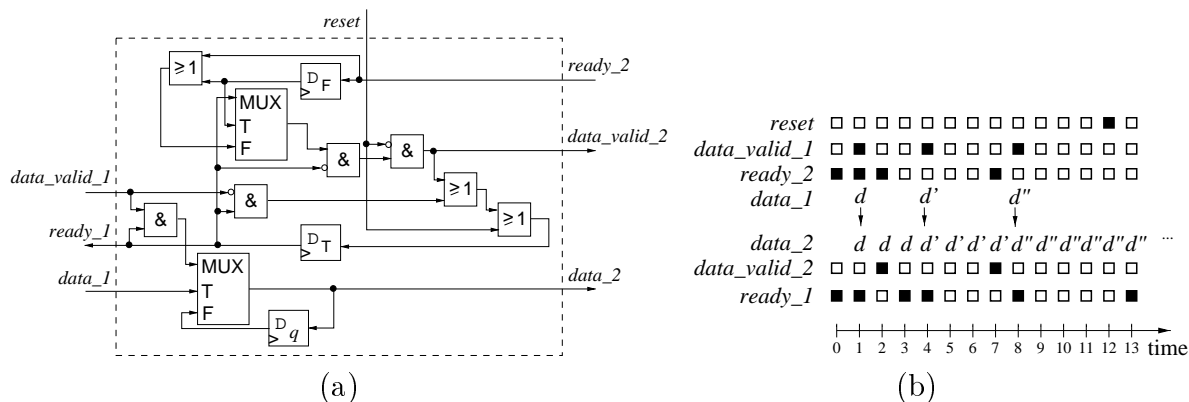 reset
≥1
D F
ready_2
MUX
T
F
&
&
data_valid_2
data_valid_1
&
≥1
&
≥1
ready_1
D T
MUX
data_1
T
F
data_2
D q
(a)
reset
data_valid_1
ready_2
data_1 d d' d"
data_2 d d d d' d' d' d' d" d" d" d" d" d" ...
data_valid_2
ready_1
0 1 2 3 4 5 6 7 8 9 10 11 12 13 time
(b)